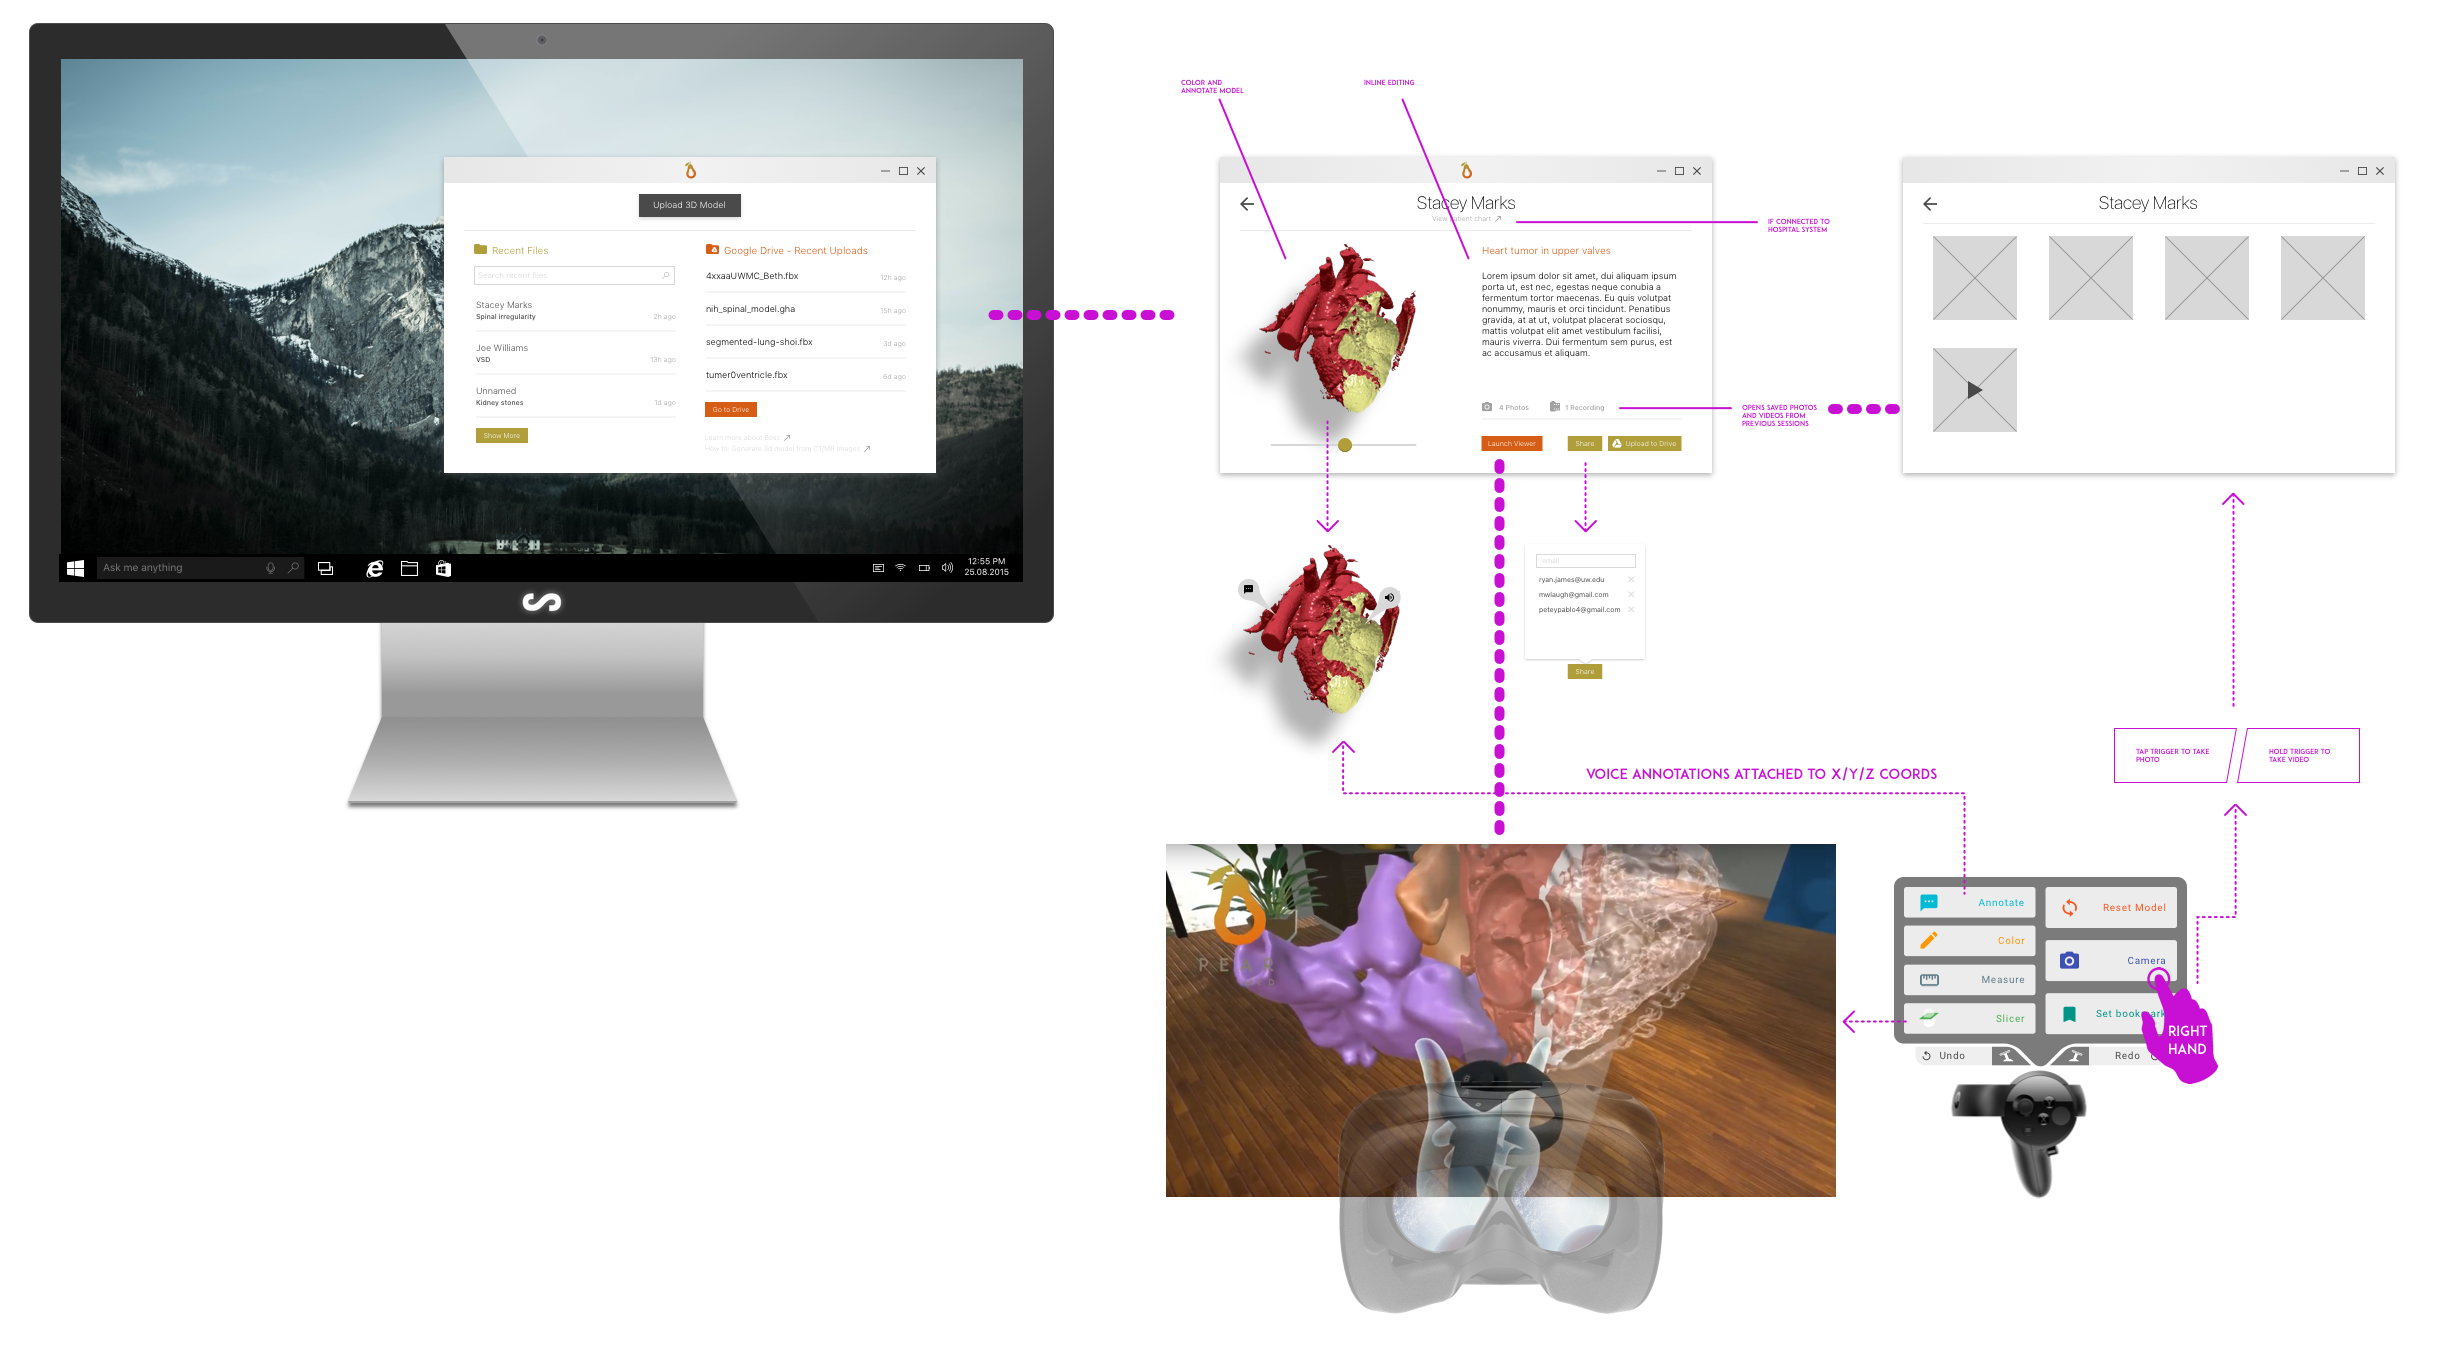 Upload 3D Model
Recent Files
Search recent files
Stacey Marks
Spinal irregularity
2h ago
Joe Williams
VSD
13h ago
Unnamed
Kidney stones
1d ago
Show More
Google Drive - Recent Uploads
4xxaaUWMC_Beth.fbx
12h ago
nih_spinal_model.gha
15h ago
segmented-lung-shoi.fbx
3d ago
tumer0ventricle.fbx
6d ago
Go to Drive
Learn more about
How to: Generate 3d model from CT/MR images
Ask me anything
12:55 PM
25.08.2015
COLOR AND
ANNOTATE MODEL
INLINE EDITING
Stacey Marks
View patient chart
IF CONNECTED TO
HOSPITAL SYSTEM
Heart tumor in upper valves
Lorem ipsum dolor sit amet, dui aliquam ipsum
porta ut, est nec, egestas neque conubia a
fermentum tortor maecenas. Eu quis volutpat
nonummy, mauris et orci tincidunt. Penatibus
gravida, at at ut, volutpat placerat sociosqu,
mattis volutpat elit amet vestibulum facilisi,
mauris viverra. Dui fermentum sem purus, est
ac accusamus et aliquam.
4 Photos
1 Recording
OPENS SAVED PHOTOS
AND VIDEOS FROM
PREVIOUS SESSIONS
Launch Viewer
Share
Upload to Drive
Stacey Marks
email
ryan.james@uw.edu
mwlaugh@gmail.com
peteypablo4@gmail.com
Share
VOICE ANNOTATIONS ATTACHED TO X/Y/Z COORDS
TAP TRIGGER TO TAKE
PHOTO
HOLD TRIGGER TO
TAKE VIDEO
PEAR
Annotate
Color
Measure
Slicer
Reset Model
Camera
Set bookmark
Undo
Redo
RIGHT
HAND